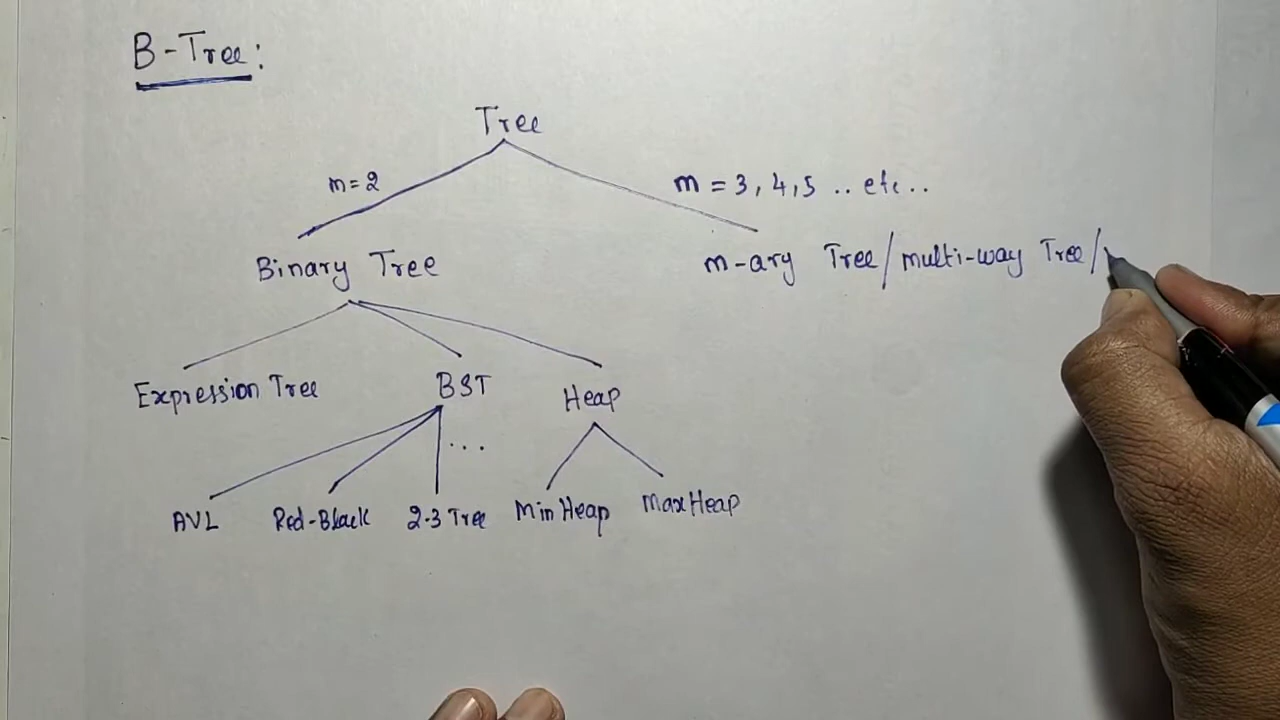 B-Tree:
Tree
m=2
m = 3, 4, 5 .. etc..
Binary Tree
m-ary Tree/multi-way Tree/
Expression Tree
BST
Heap
...
AVL
Red-Black
2-3 Tree
Min Heap
Max Heap